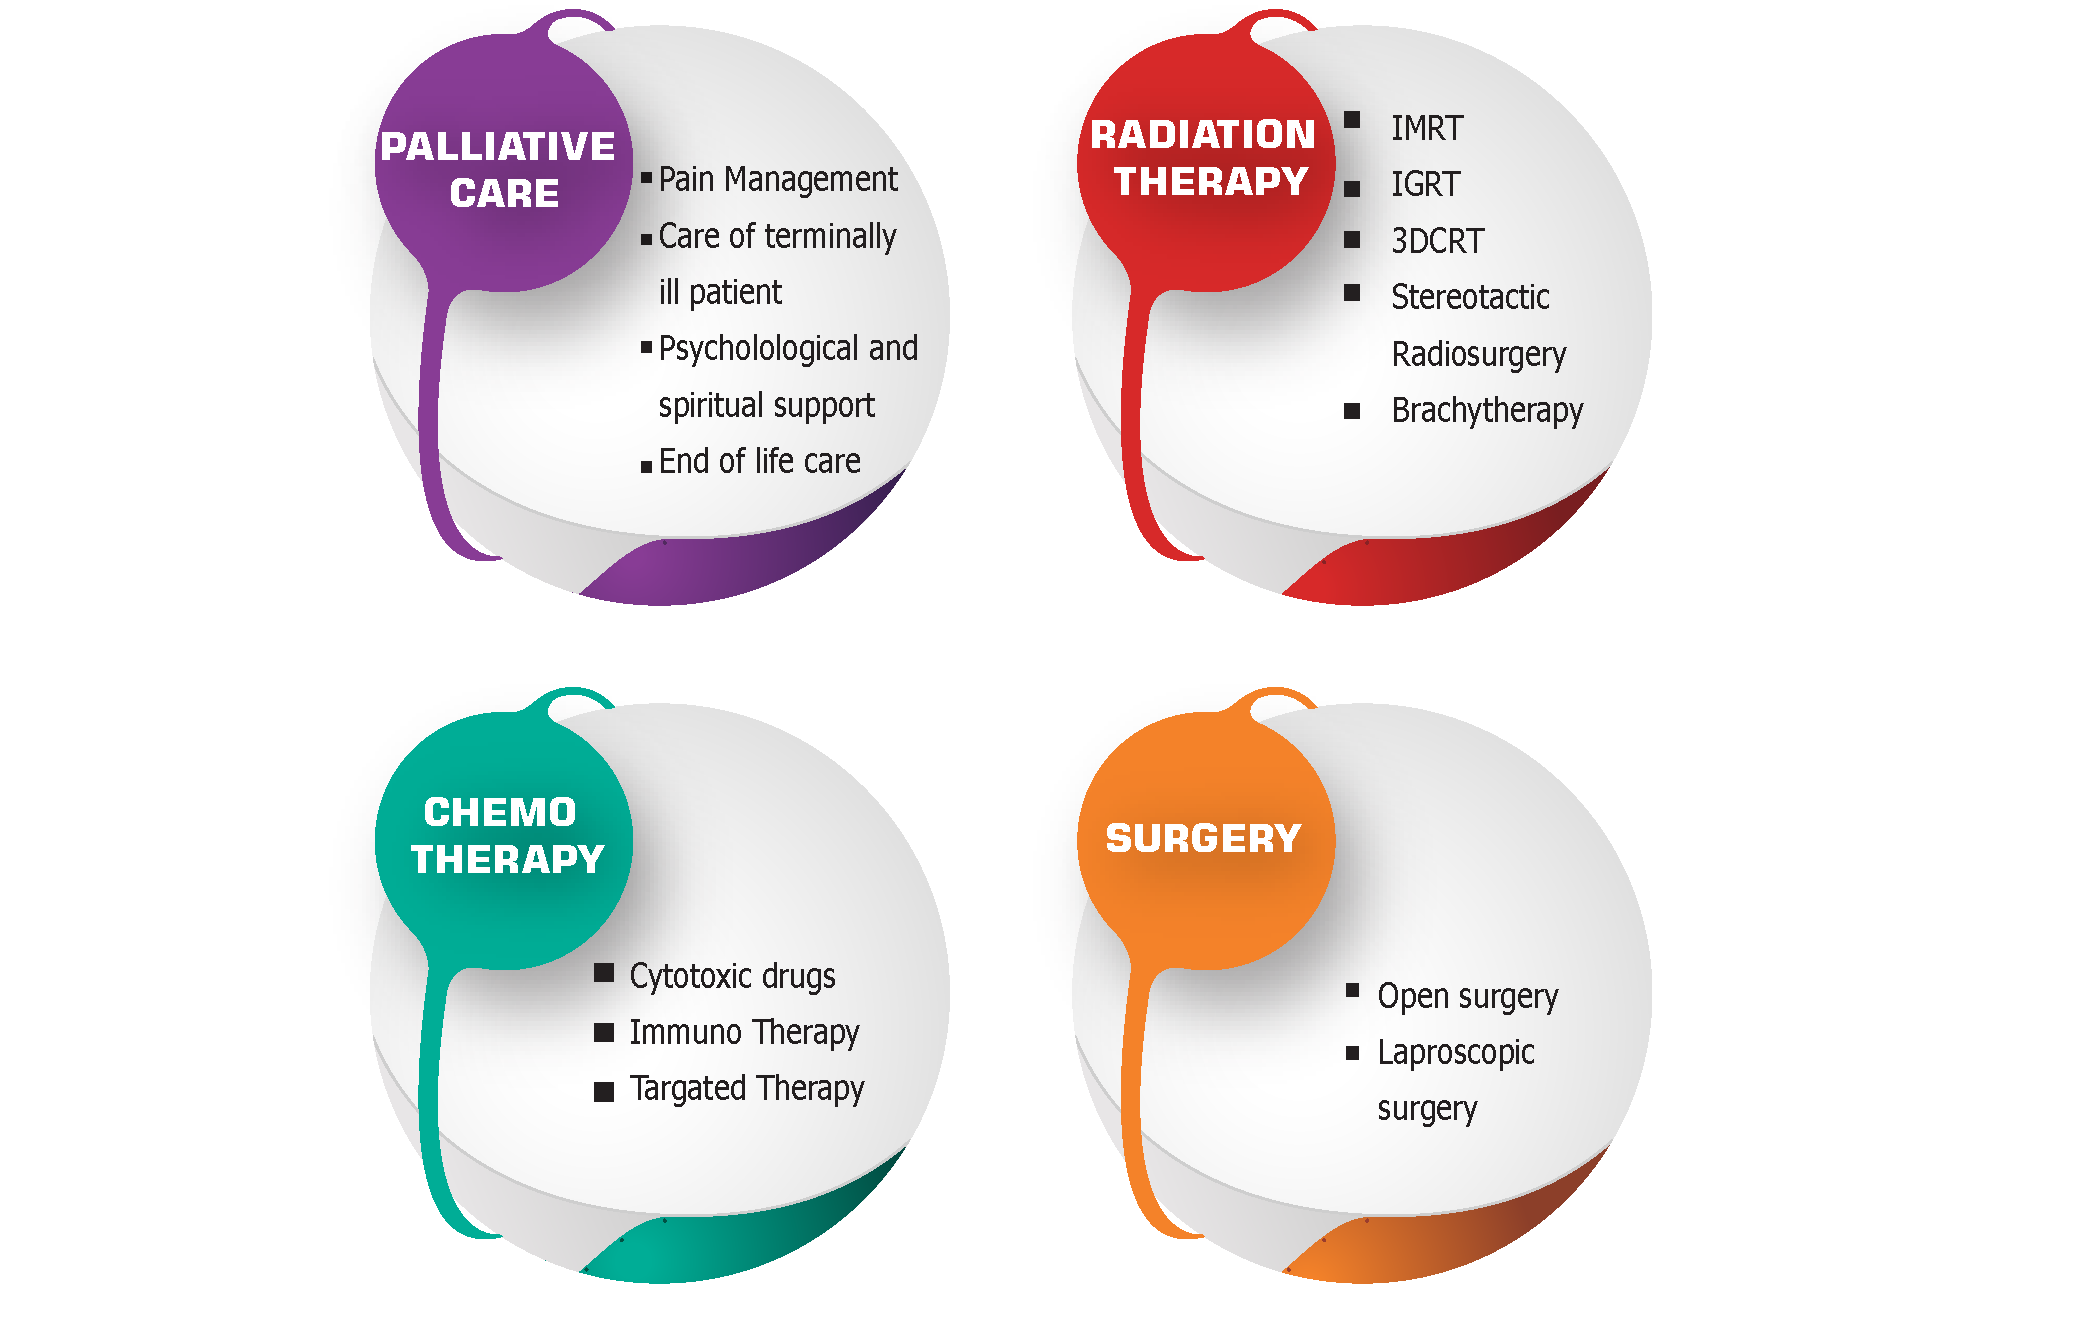 PALLIATIVE
CARE
▪ Pain Management
▪ Care of terminally
ill patient
▪ Psycholological and
spiritual support
▪ End of life care
RADIATION
THERAPY
▪ IMRT
▪ IGRT
▪ 3DCRT
▪ Stereotactic
Radiosurgery
▪ Brachytherapy
CHEMO
THERAPY
▪ Cytotoxic drugs
▪ Immuno Therapy
▪ Targated Therapy
SURGERY
▪ Open surgery
▪ Laproscopic
surgery